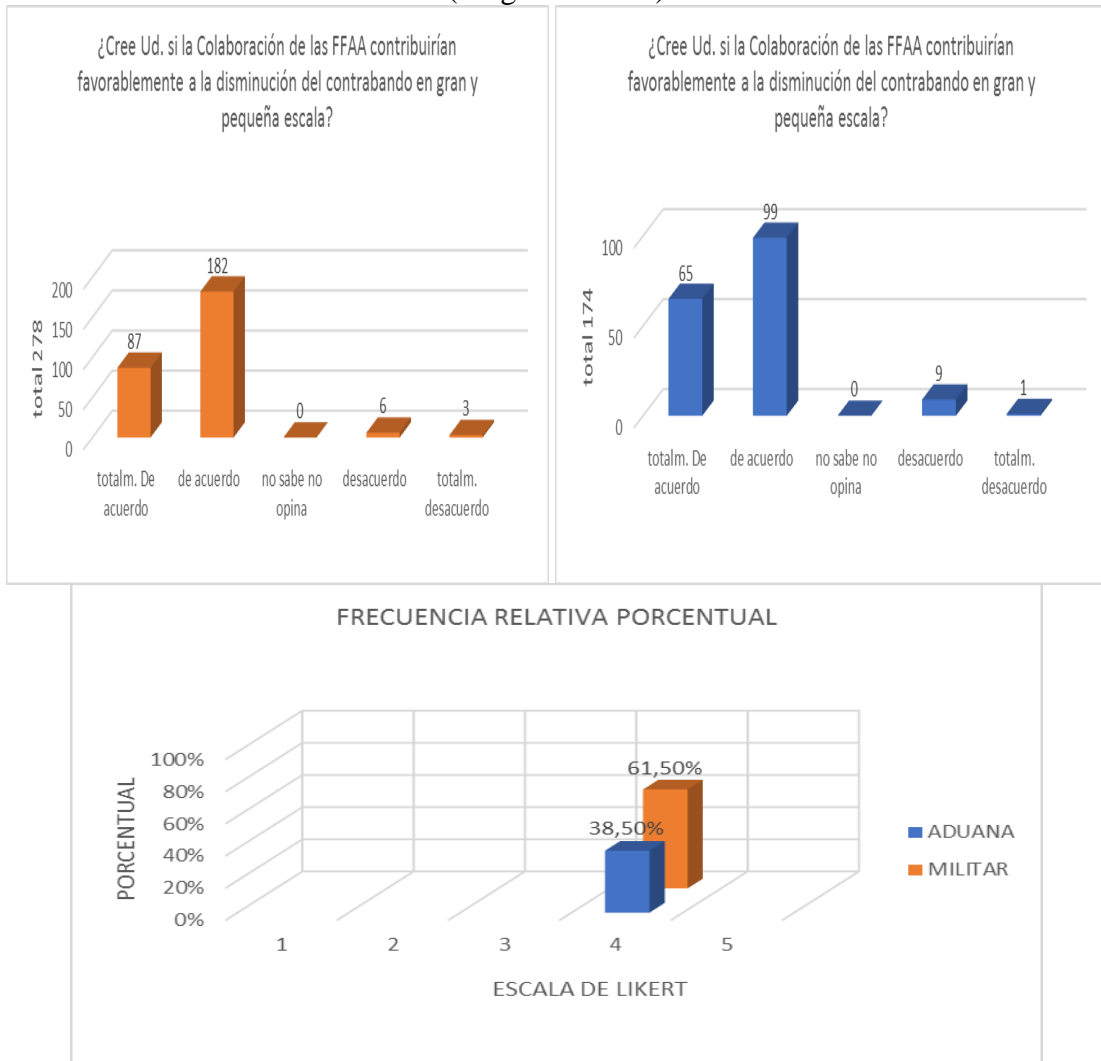 ¿Cree Ud. si la Colaboración de las FFAA contribuirían
favorablemente a la disminución del contrabando en gran y
pequeña escala?
total 278
200
150
100
50
0
87
182
0
6
3
totalm. De
acuerdo
de acuerdo
no sabe no
opina
desacuerdo
totalm.
desacuerdo
¿Cree Ud. si la Colaboración de las FFAA contribuirían
favorablemente a la disminución del contrabando en gran y
pequeña escala?
total 174
100
50
0
65
99
0
9
1
totalm. De
acuerdo
de acuerdo
no sabe no
opina
desacuerdo
totalm.
desacuerdo
FRECUENCIA RELATIVA PORCENTUAL
PORCENTUAL
100%
80%
60%
40%
20%
0%
61,50%
38,50%
ADUANA
MILITAR
1 2 3 4 5
ESCALA DE LIKERT